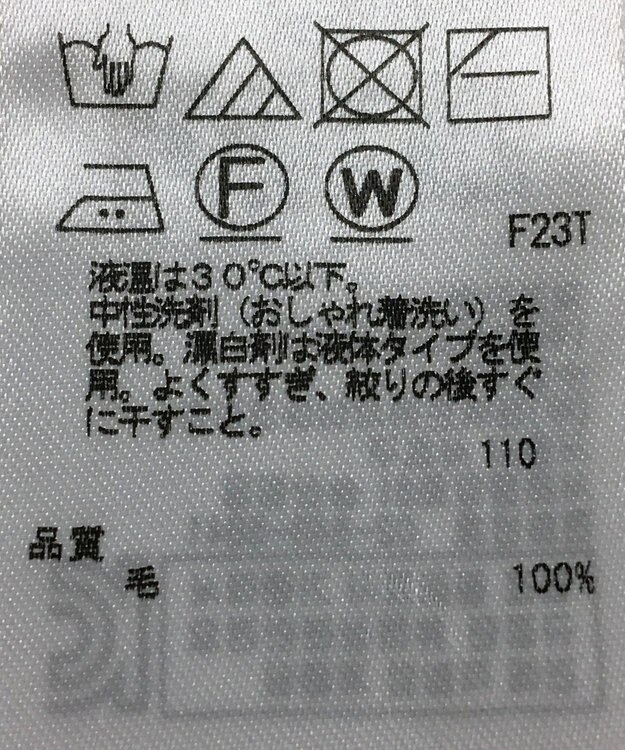 F W
F23T
液温は30℃以下。
中性洗剤（おしゃれ着洗い）を
使用。漂白剤は液体タイプを使
用。よくすすぎ、絞りの後すぐ
に干すこと。
110
品質
毛 100%